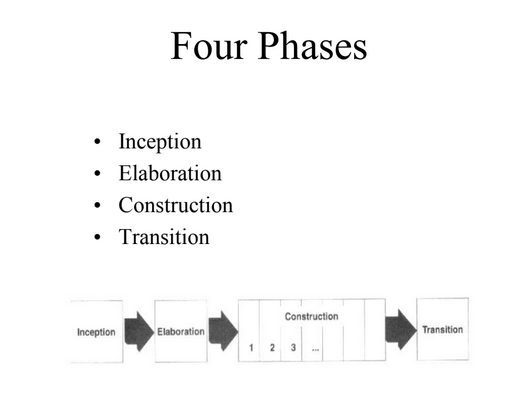 Four Phases
• Inception
• Elaboration
• Construction
• Transition
Construction
Inception
Elaboration
Transition
1 2 3 ...